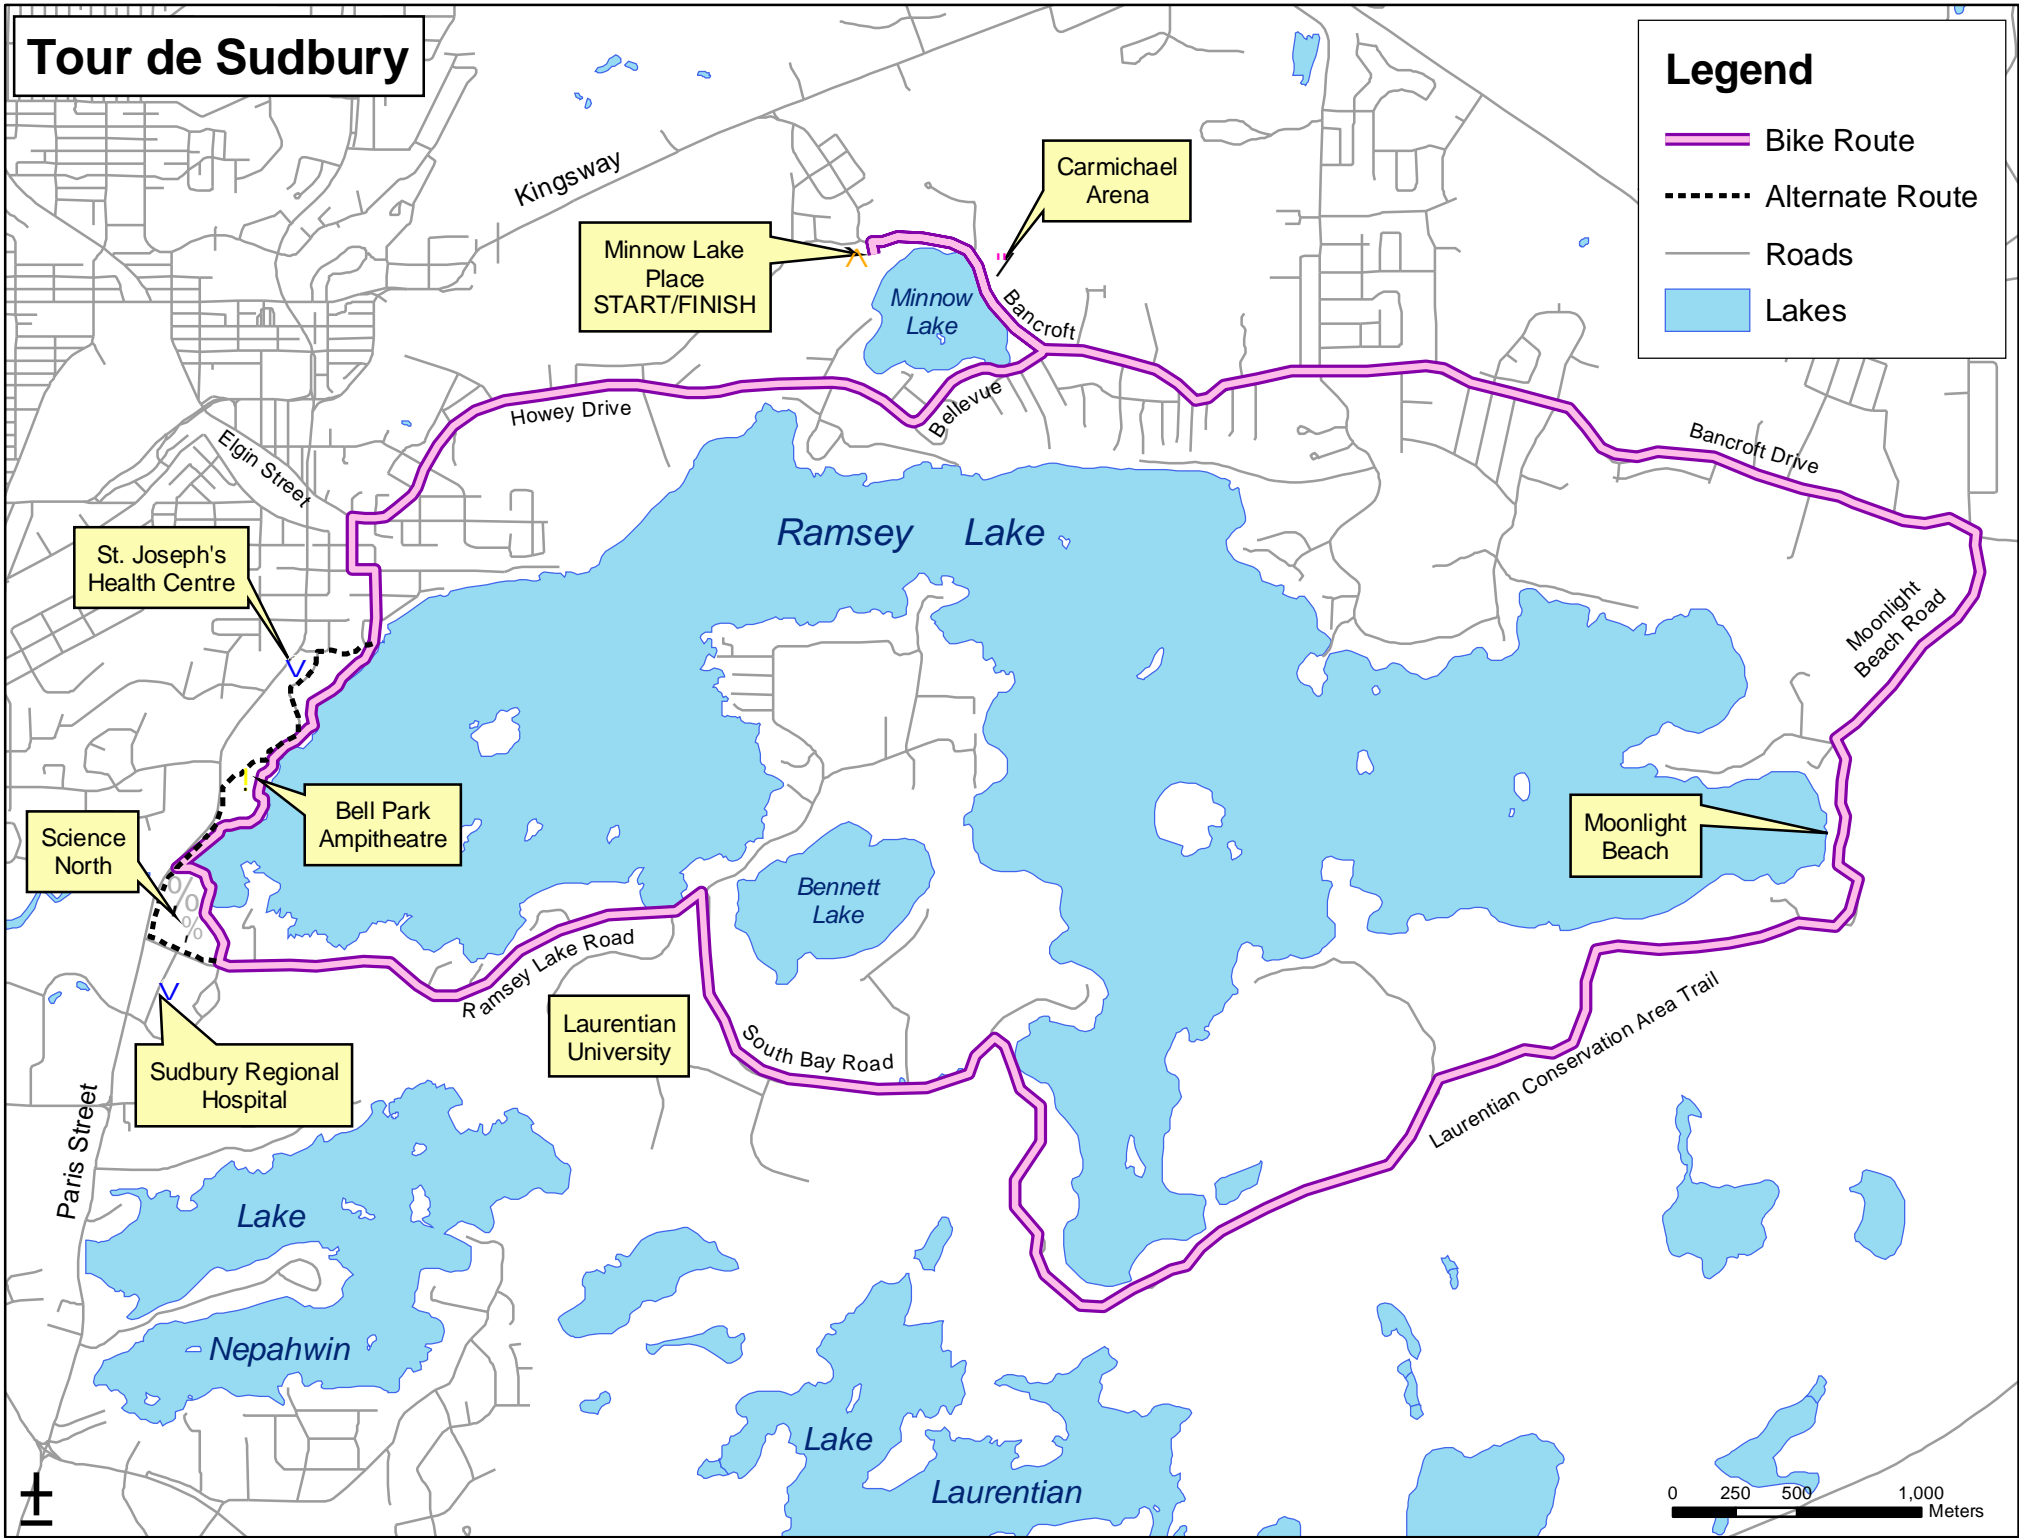 Tour de Sudbury
Legend
Bike Route
Alternate Route
Roads
Lakes
Kingsway
Carmichael
Arena
Minnow Lake
Place
START/FINISH
Minnow
Lake
Bancroft
Howey Drive
Bellevue
Bancroft Drive
Elgin Street
Ramsey Lake
St. Joseph's
Health Centre
Moonlight
Beach Road
Bell Park
Ampitheatre
Science
North
Moonlight
Beach
Bennett
Lake
Ramsey Lake Road
Laurentian
University
South Bay Road
Laurentian Conservation Area Trail
Sudbury Regional
Hospital
Paris Street
Lake
Nepahwin
Lake
Laurentian
0 250 500 1,000
Meters